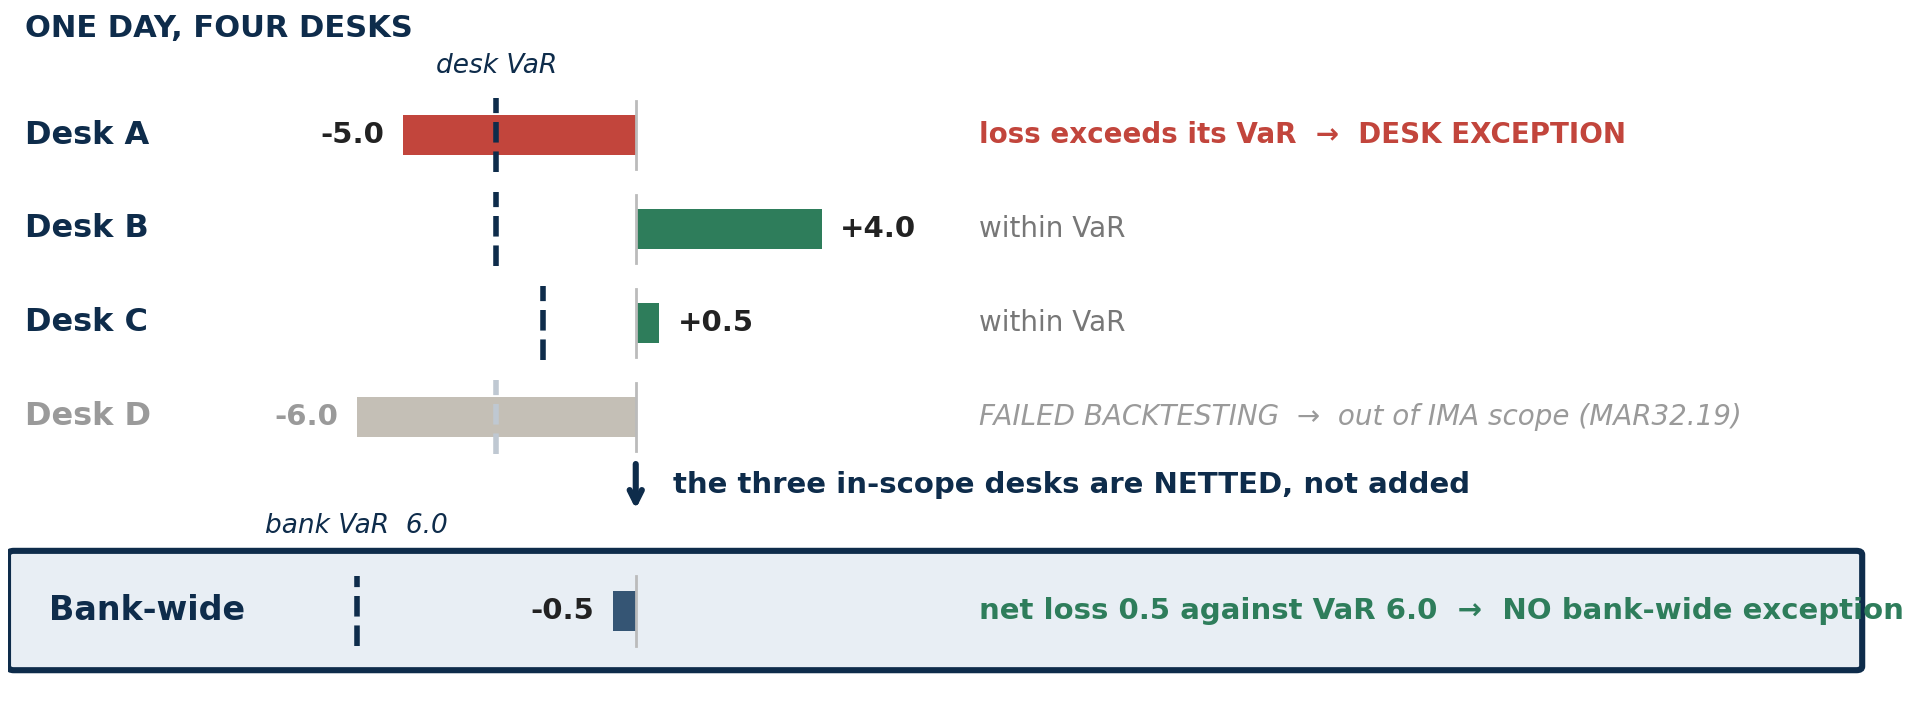 ONE DAY, FOUR DESKS
desk VaR
Desk A -5.0 loss exceeds its VaR → DESK EXCEPTION
Desk B +4.0 within VaR
Desk C +0.5 within VaR
Desk D -6.0 FAILED BACKTESTING → out of IMA scope (MAR32.19)
the three in-scope desks are NETTED, not added
bank VaR 6.0
Bank-wide -0.5 net loss 0.5 against VaR 6.0 → NO bank-wide exception